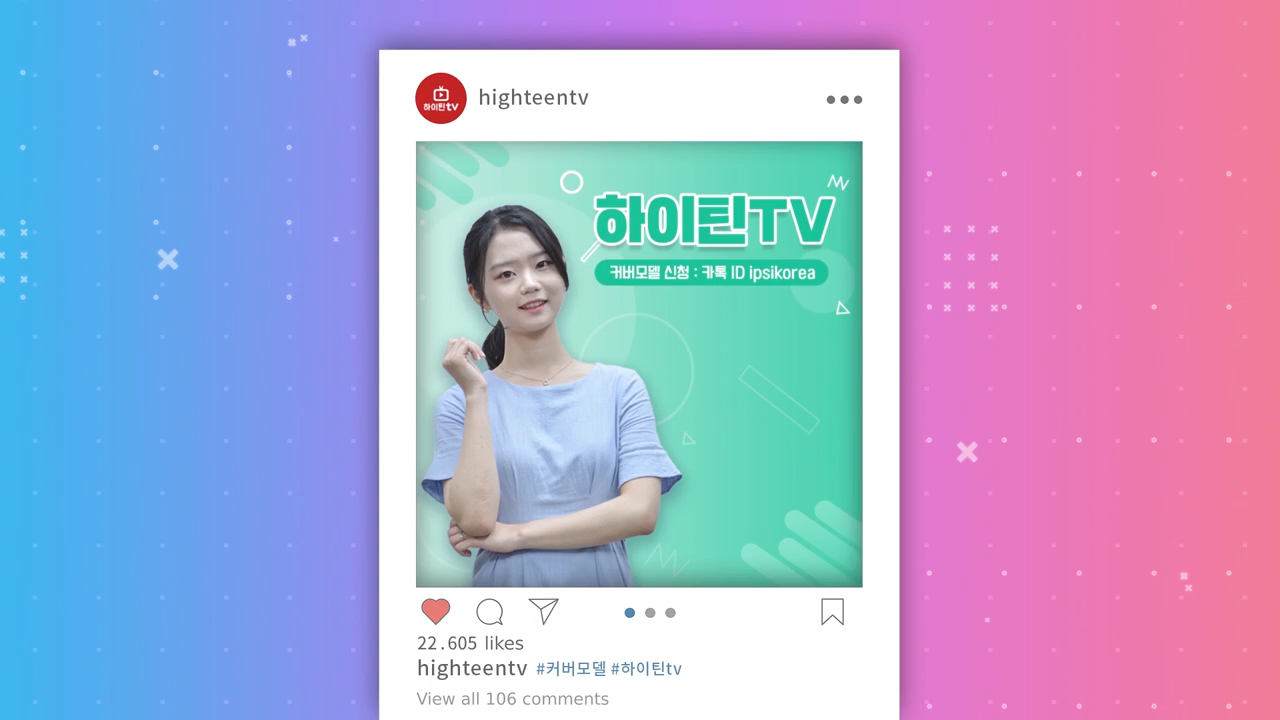 하이틴tv
highteentv
하이틴TV
커버모델 신청 : 카톡 ID ipsikorea
22.605 likes
highteentv #커버모델 #하이틴tv
View all 106 comments